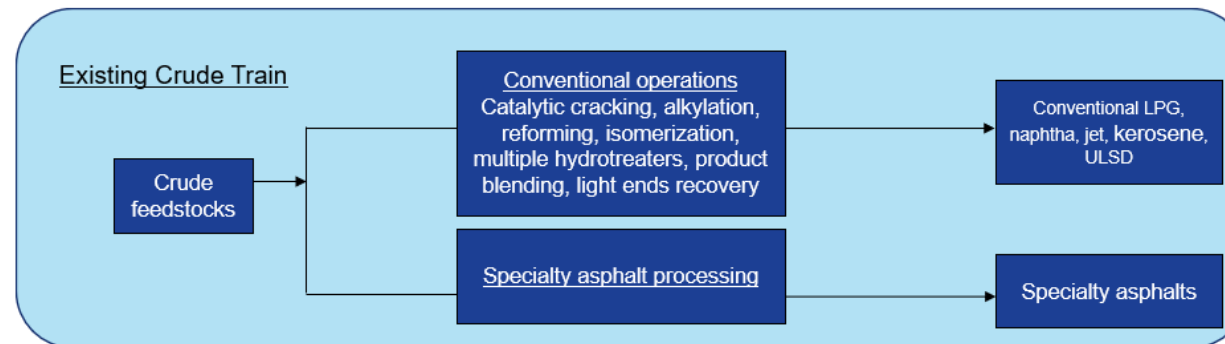 Existing Crude Train
Crude
feedstocks
Conventional operations
Catalytic cracking, alkylation,
reforming, isomerization,
multiple hydrotreaters, product
blending, light ends recovery
Conventional LPG,
naphtha, jet, kerosene,
ULSD
Specialty asphalt processing
Specialty asphalts